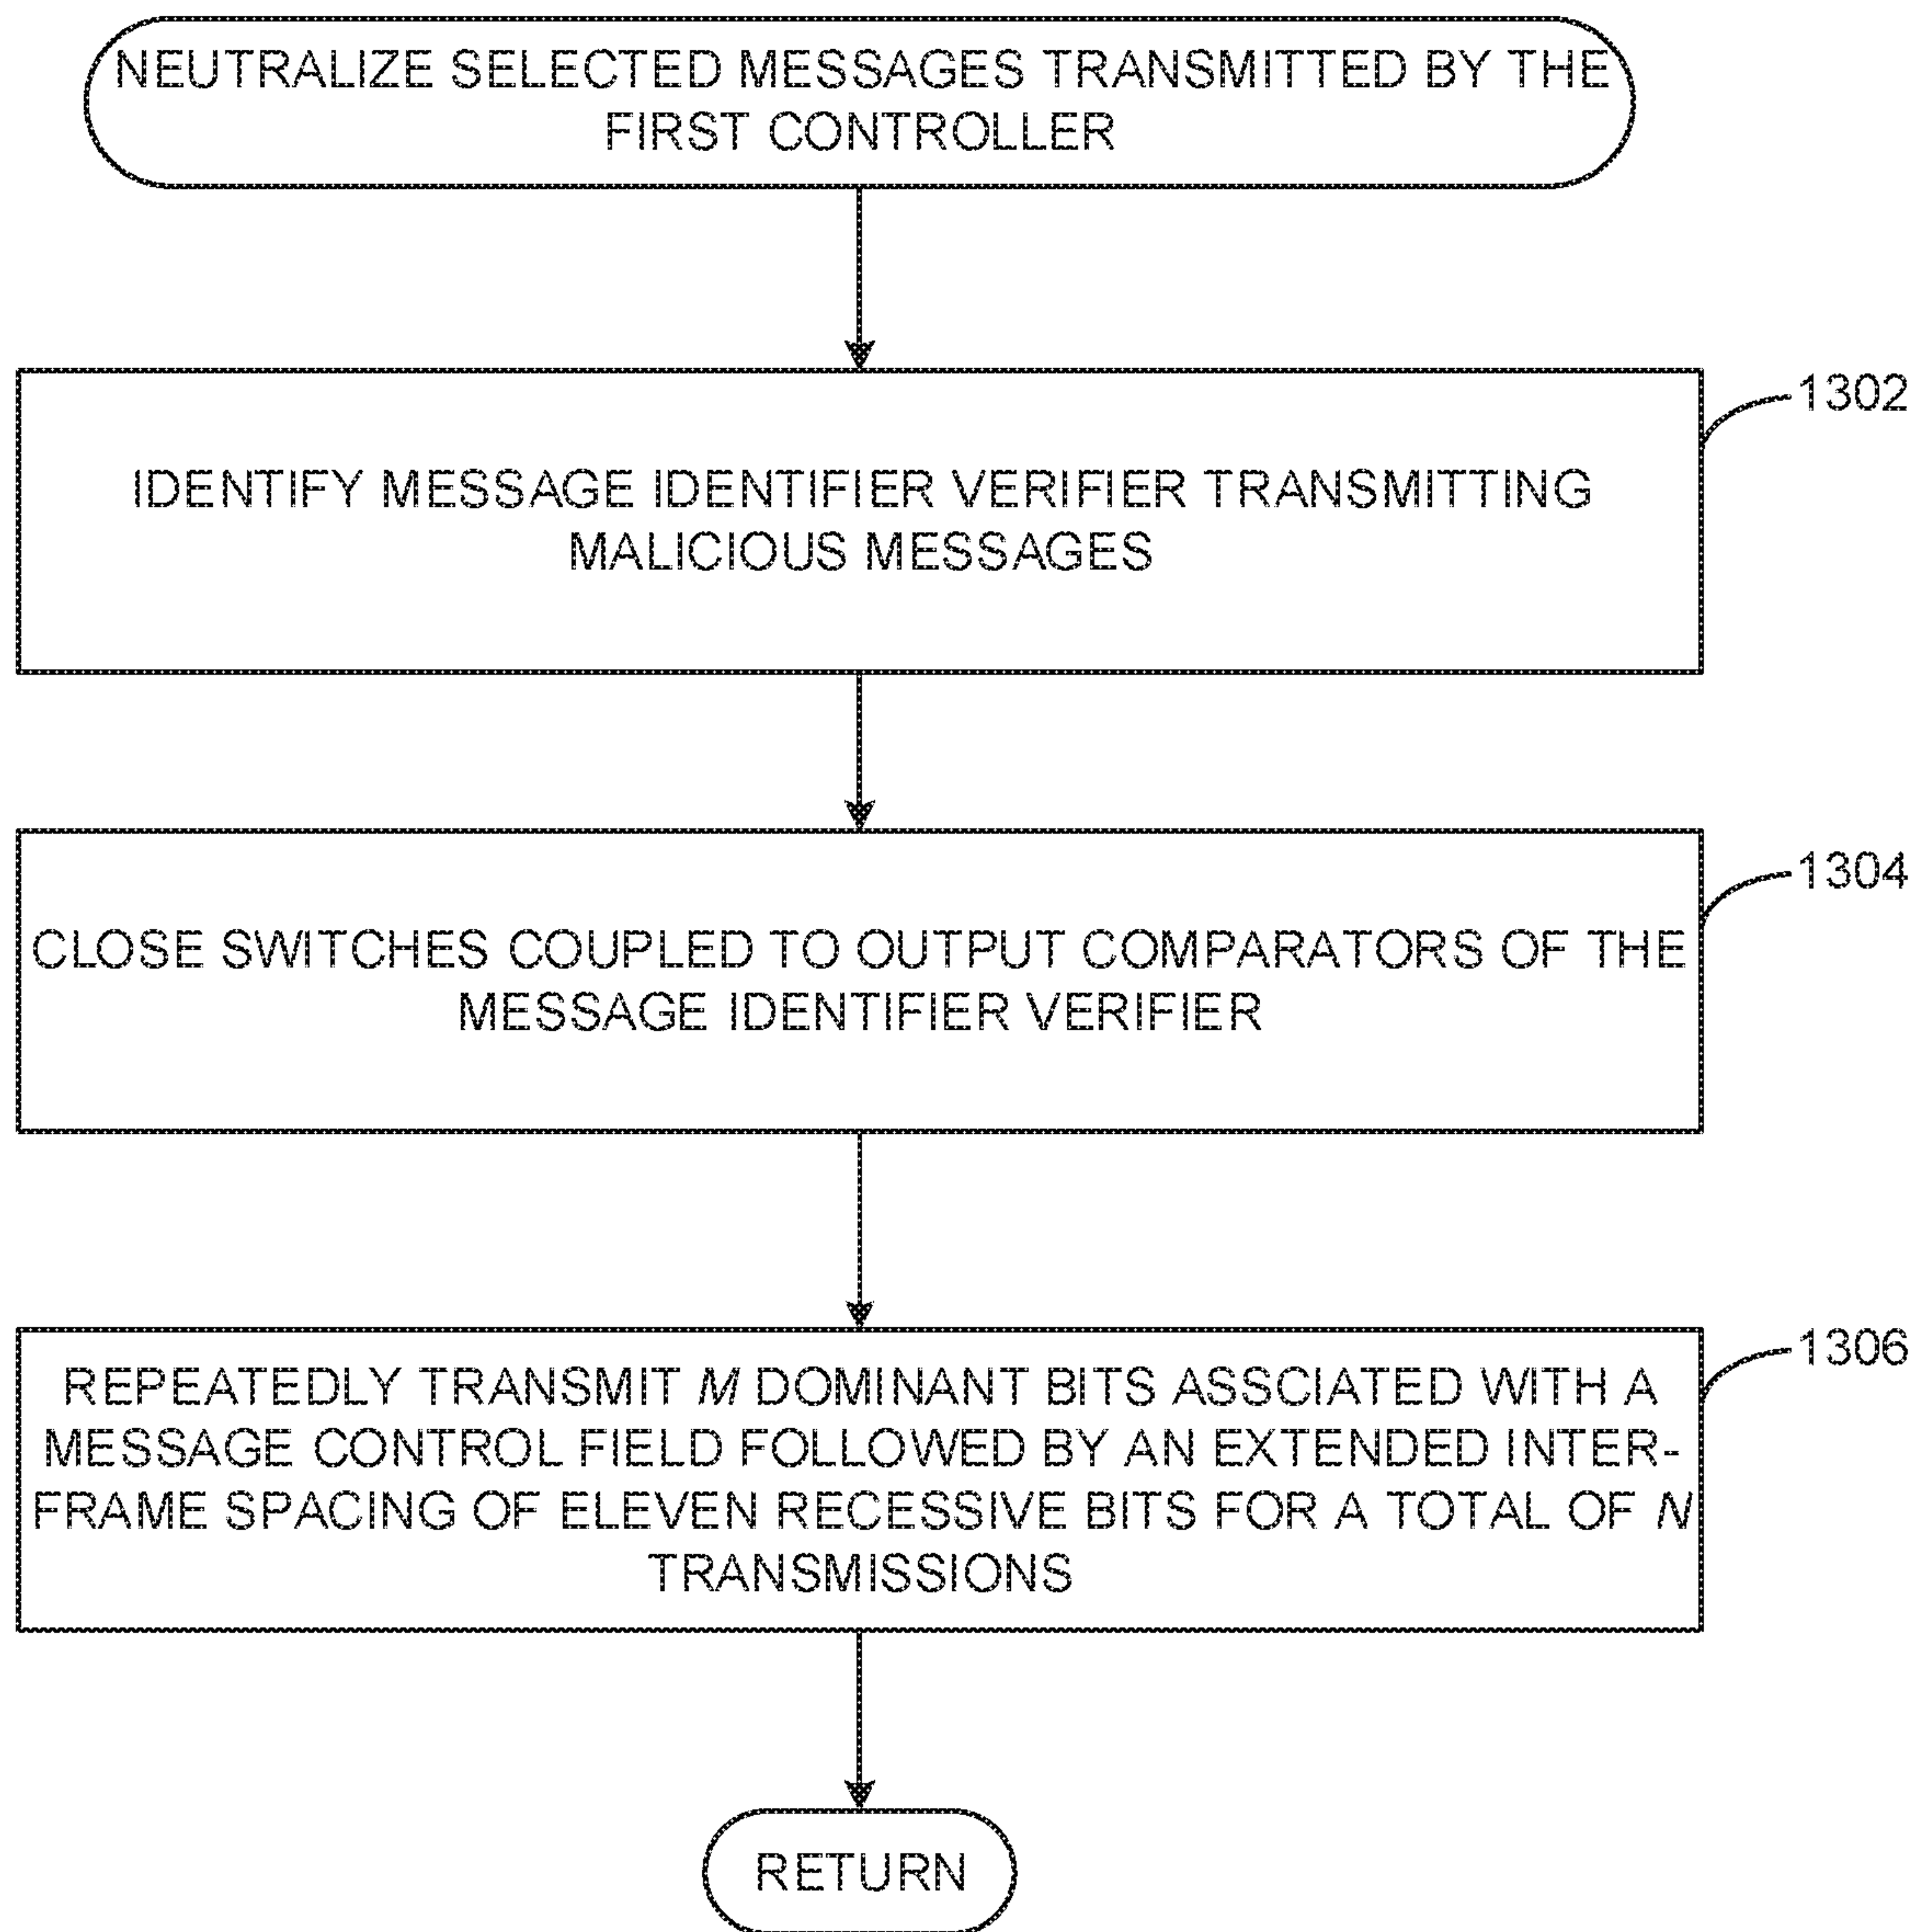 NEUTRALIZE SELECTED MESSAGES TRANSMITTED BY THE
FIRST CONTROLLER
1302
IDENTIFY MESSAGE IDENTIFIER VERIFIER TRANSMITTING
MALICIOUS MESSAGES
1304
CLOSE SWITCHES COUPLED TO OUTPUT COMPARATORS OF THE
MESSAGE IDENTIFIER VERIFIER
1306
REPEATEDLY TRANSMIT M DOMINANT BITS ASSCIATED WITH A
MESSAGE CONTROL FIELD FOLLOWED BY AN EXTENDED INTER-
FRAME SPACING OF ELEVEN RECESSIVE BITS FOR A TOTAL OF N
TRANSMISSIONS
RETURN